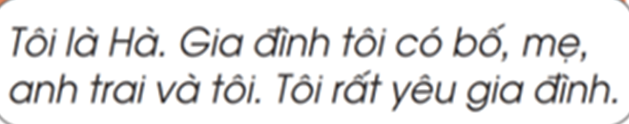 Tôi là Hà. Gia đình tôi có bố, mẹ,
anh trai và tôi. Tôi rất yêu gia đình.